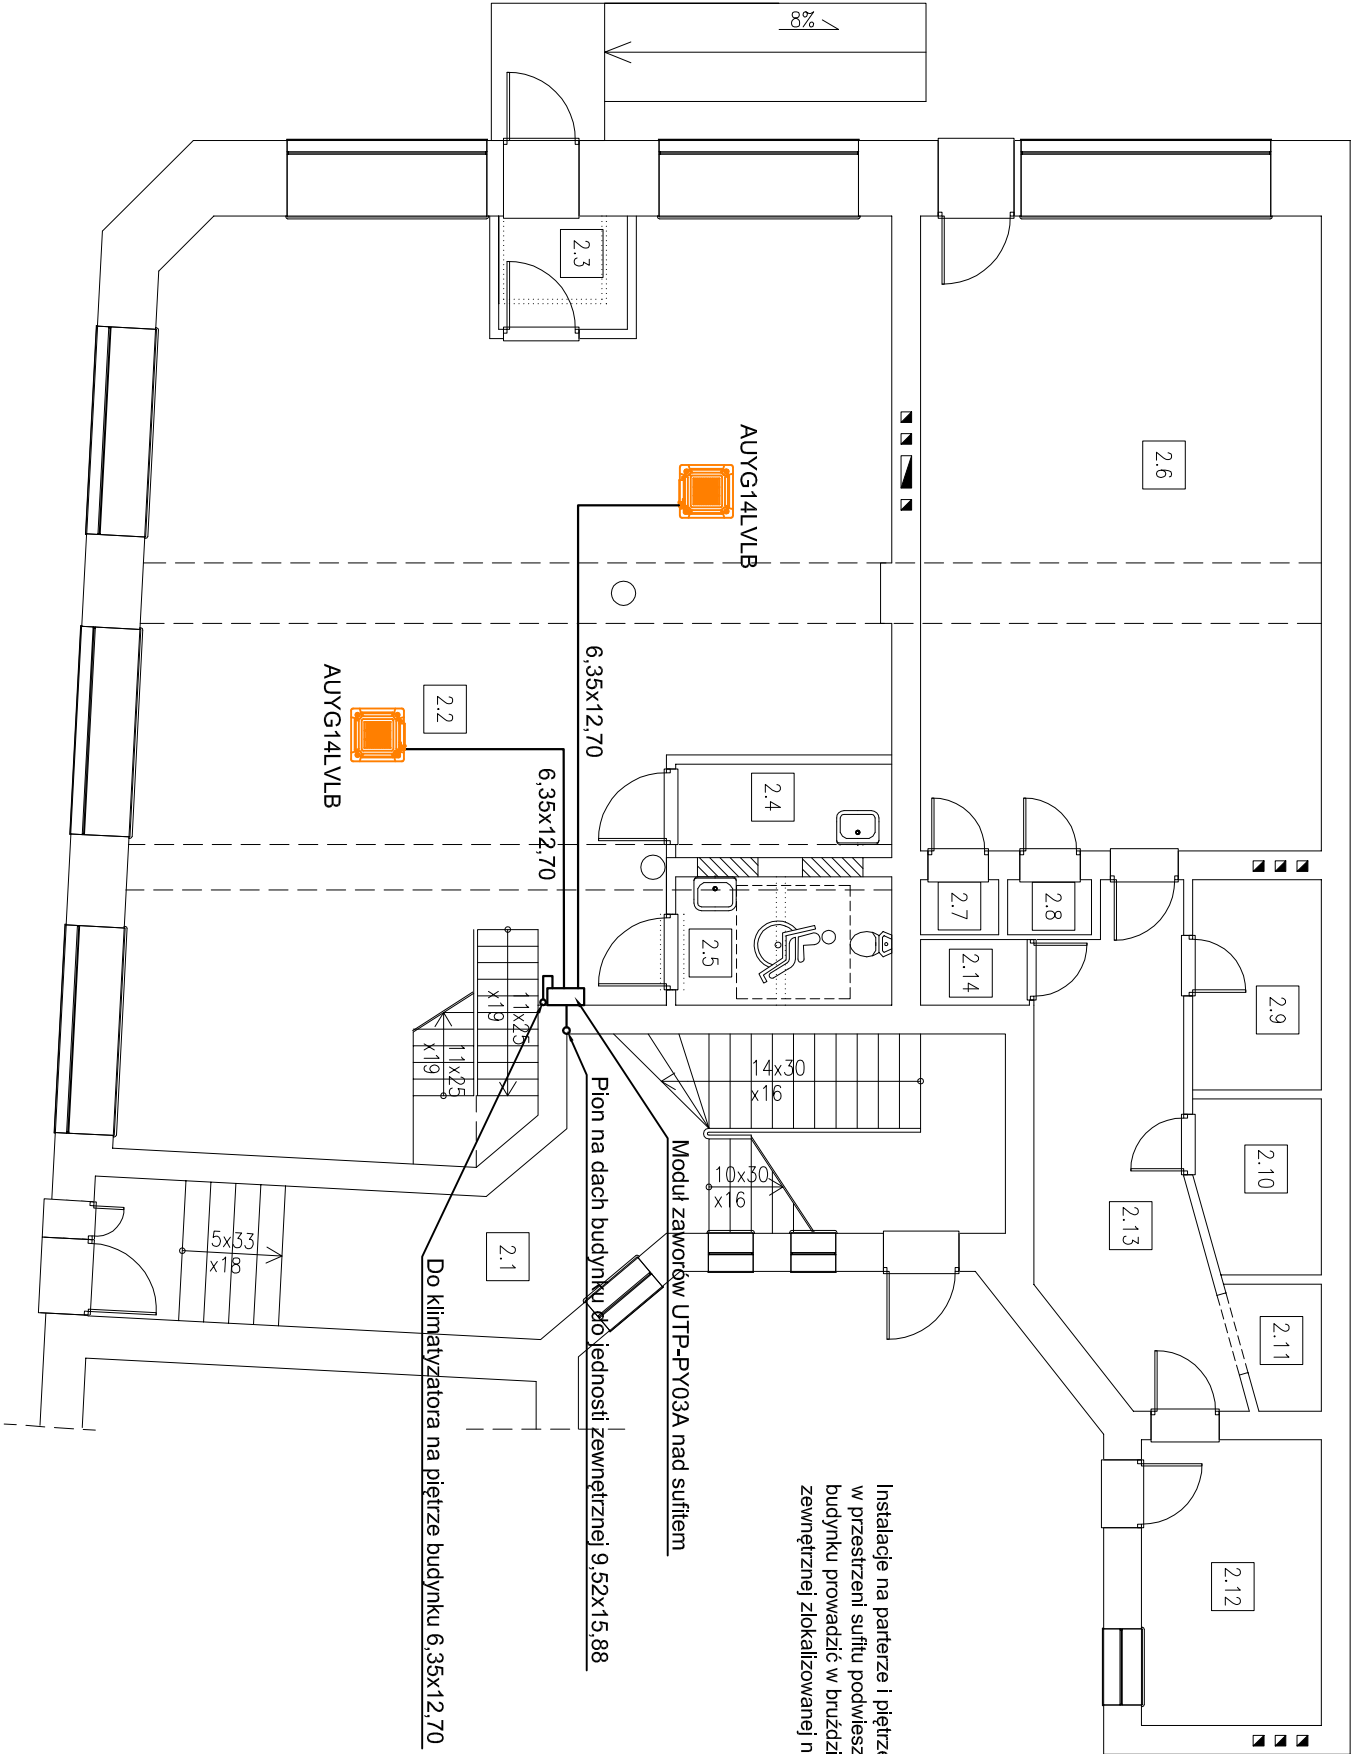 8%
2.3
2.6
AUYG14LVLB
6,35x12,70
2.2
AUYG14LVLB
6,35x12,70
2.4
2.5
2.7
2.8
2.14
2.9
2.10
2.13
2.11
2.12
11x25
x19
11x25
x19
14x30
x16
10x30
x16
5x33
x18
2.1
Moduł zaworów UTP-PY03A nad sufitem
Pion na dach budynku do jednosti zewnętrznej 9,52x15,88
Do klimatyzatora na piętrze budynku 6,35x12,70
Instalacje na parterze i piętrze
w przestrzeni sufitu podwiesz
budynku prowadzić w bruździ
zewnętrznej zlokalizowanej n